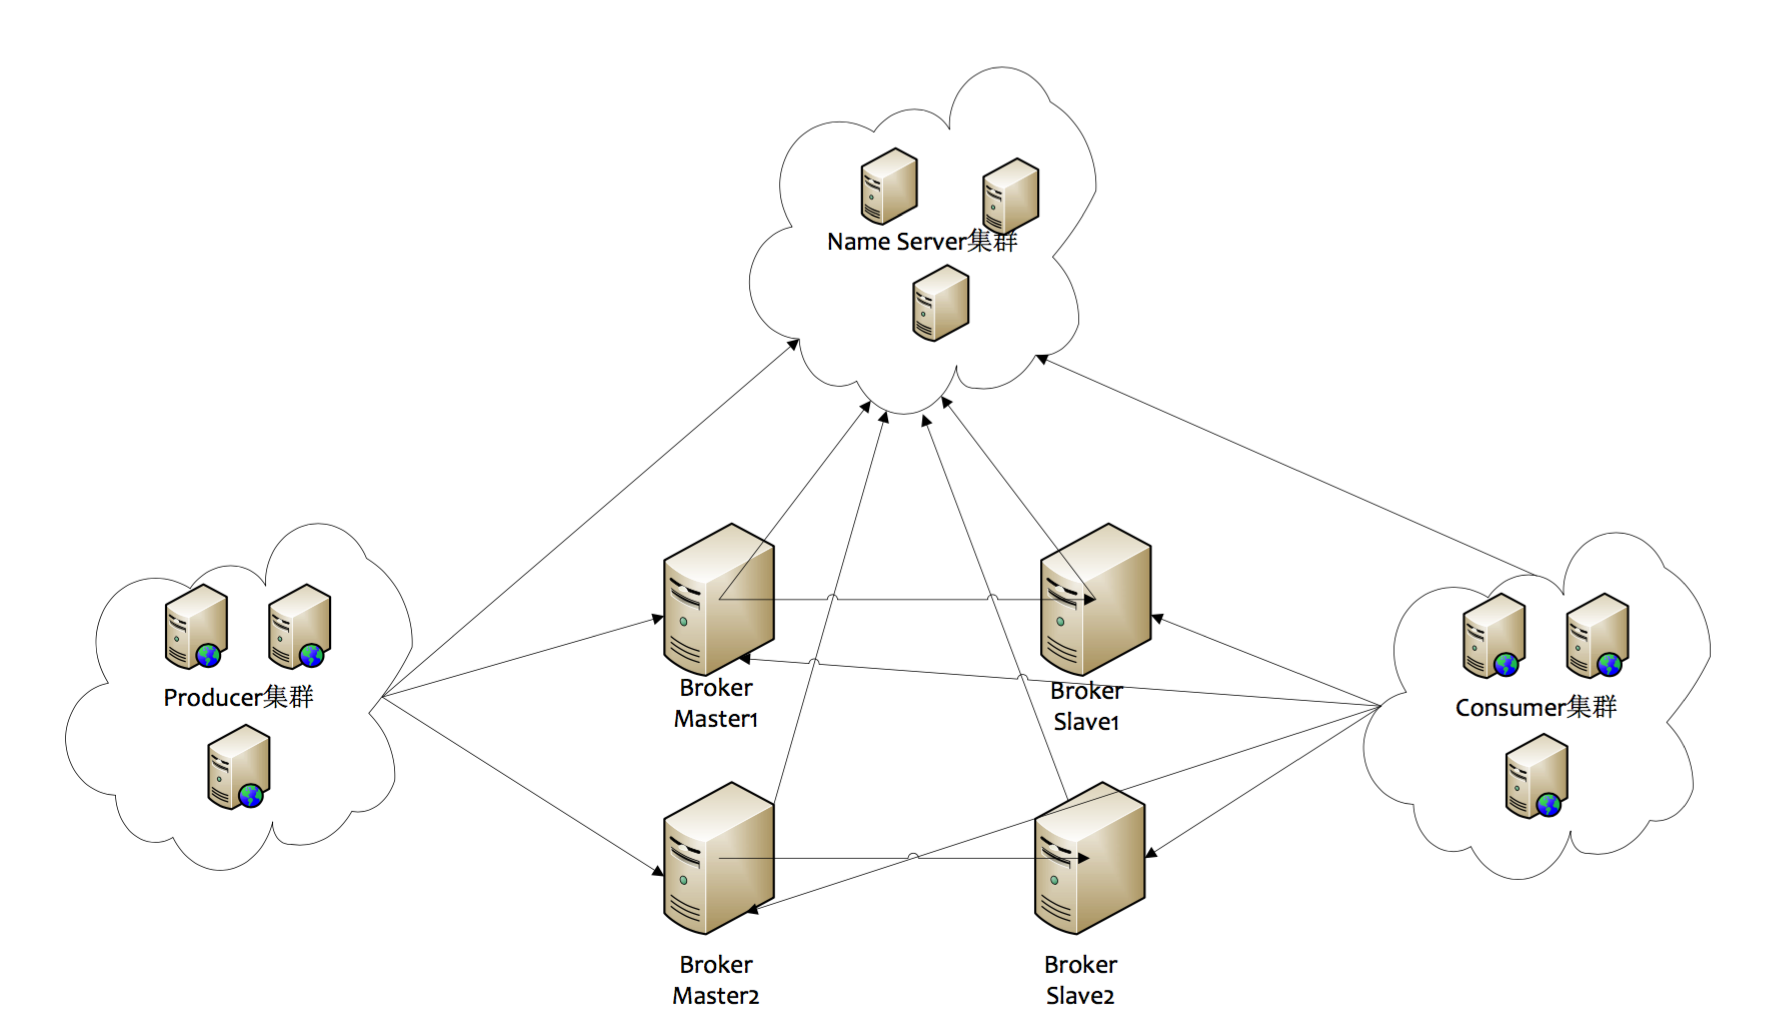 Name Server集群
Producer集群
Broker
Master1
Broker
Slave1
Consumer集群
Broker
Master2
Broker
Slave2